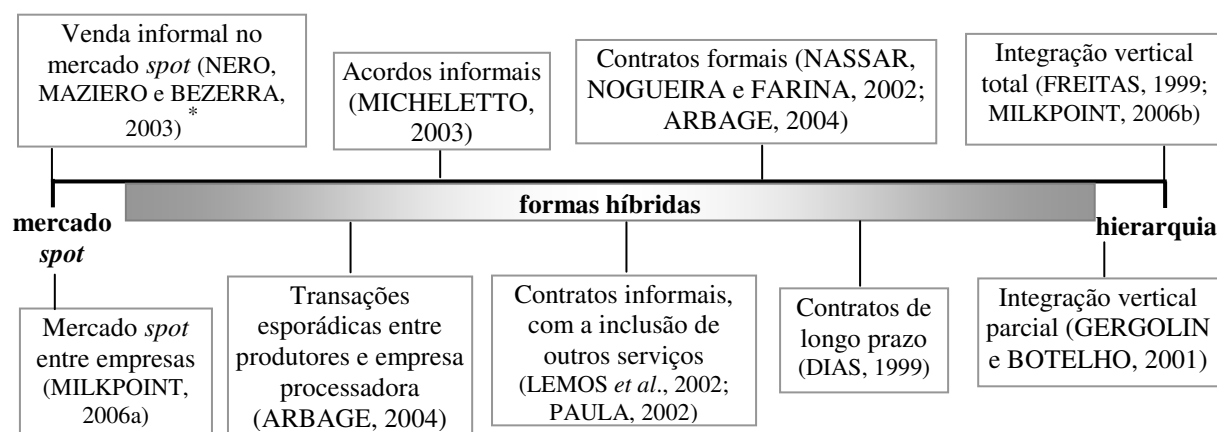 Venda informal no
mercado spot (NERO,
MAZIERO e BEZERRA,
2003)*
Acordos informais
(MICHELETTO,
2003)
Contratos formais (NASSAR,
NOGUEIRA e FARINA, 2002;
ARBAGE, 2004)
Integração vertical
total (FREITAS, 1999;
MILKPOINT, 2006b)
mercado
spot
formas híbridas
hierarquia
Mercado spot
entre empresas
(MILKPOINT,
2006a)
Transações
esporádicas entre
produtores e empresa
processadora
(ARBAGE, 2004)
Contratos informais,
com a inclusão de
outros serviços
(LEMOS et al., 2002;
PAULA, 2002)
Contratos de
longo prazo
(DIAS, 1999)
Integração vertical
parcial (GERGOLIN
e BOTELHO, 2001)